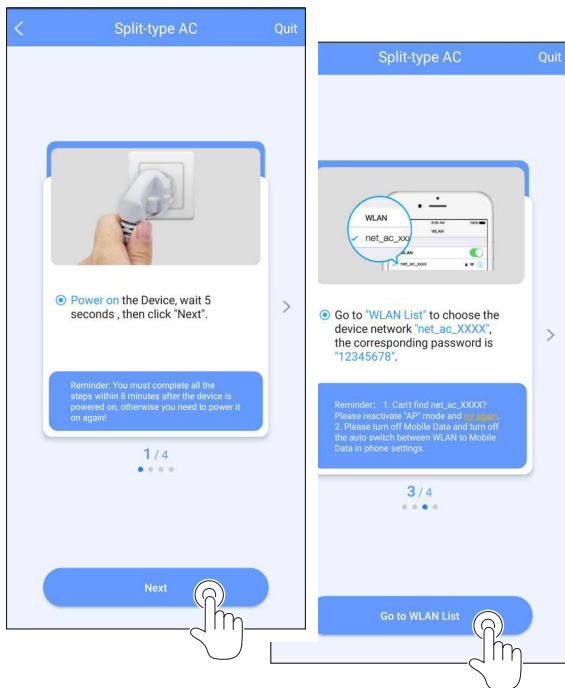 Split-type AC Quit
Power on the Device, wait 5
seconds , then click "Next".
Reminder: You must complete all the
steps within 8 minutes after the device is
powered on, otherwise you need to power it
on again!
1 / 4
Next
Split-type AC Quit
WLAN
net_ac_xxx
WLAN
net_ac_xxxx
Go to "WLAN List" to choose the
device network "net_ac_XXXX",
the corresponding password is
"12345678".
Reminder: 1. Can't find net_ac_XXXX?
Please reactivate "AP" mode and try again.
2. Please turn off Mobile Data and turn off
the auto switch between WLAN to Mobile
Data in phone settings.
3 / 4
Go to WLAN List